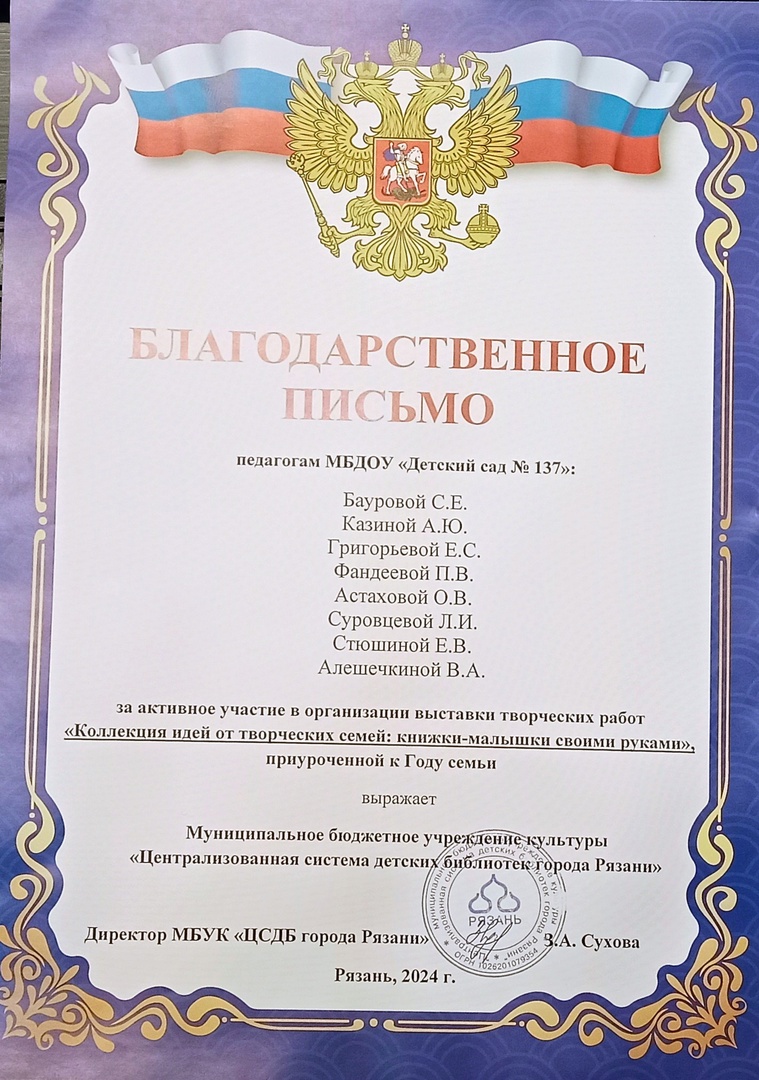 БЛАГОДАРСТВЕННОЕ
ПИСЬМО
педагогам МБДОУ «Детский сад № 137»:
Бауровой С.Е.
Казиной А.Ю.
Григорьевой Е.С.
Фандеевой П.В.
Астаховой О.В.
Суровцевой Л.И.
Стюшиной Е.В.
Алешечкиной В.А.
за активное участие в организации выставки творческих работ
«Коллекция идей от творческих семей: книжки-малышки своими руками»,
приуроченной к Году семьи
выражает
Муниципальное бюджетное учреждение культуры
«Централизованная система детских библиотек города Рязани»
РЯЗАНЬ
ОГРН 1026201079354
Директор МБУК «ЦСДБ города Рязани» З.А. Сухова
Рязань, 2024 г.